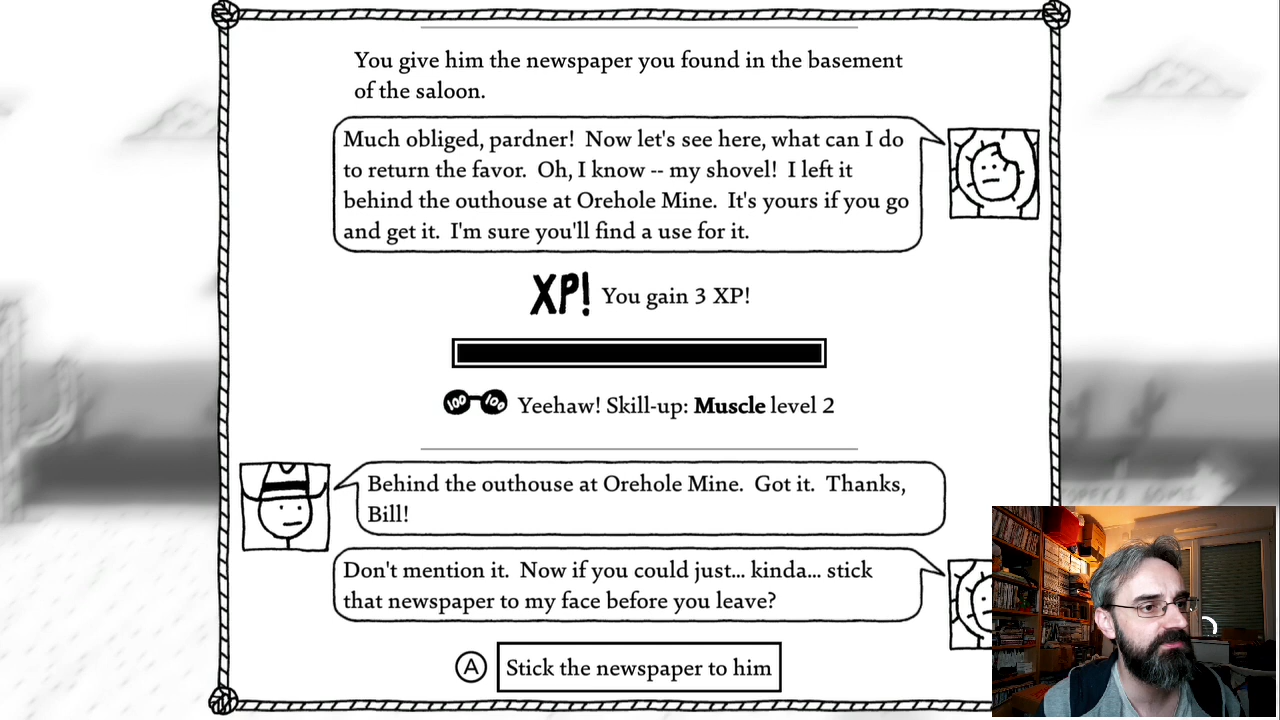 You give him the newspaper you found in the basement
of the saloon.
Much obliged, pardner! Now let's see here, what can I do
to return the favor. Oh, I know -- my shovel! I left it
behind the outhouse at Orehole Mine. It's yours if you go
and get it. I'm sure you'll find a use for it.
XP! You gain 3 XP!
100 100 Yeehaw! Skill-up: Muscle level 2
Behind the outhouse at Orehole Mine. Got it. Thanks,
Bill!
Don't mention it. Now if you could just... kinda... stick
that newspaper to my face before you leave?
A Stick the newspaper to him